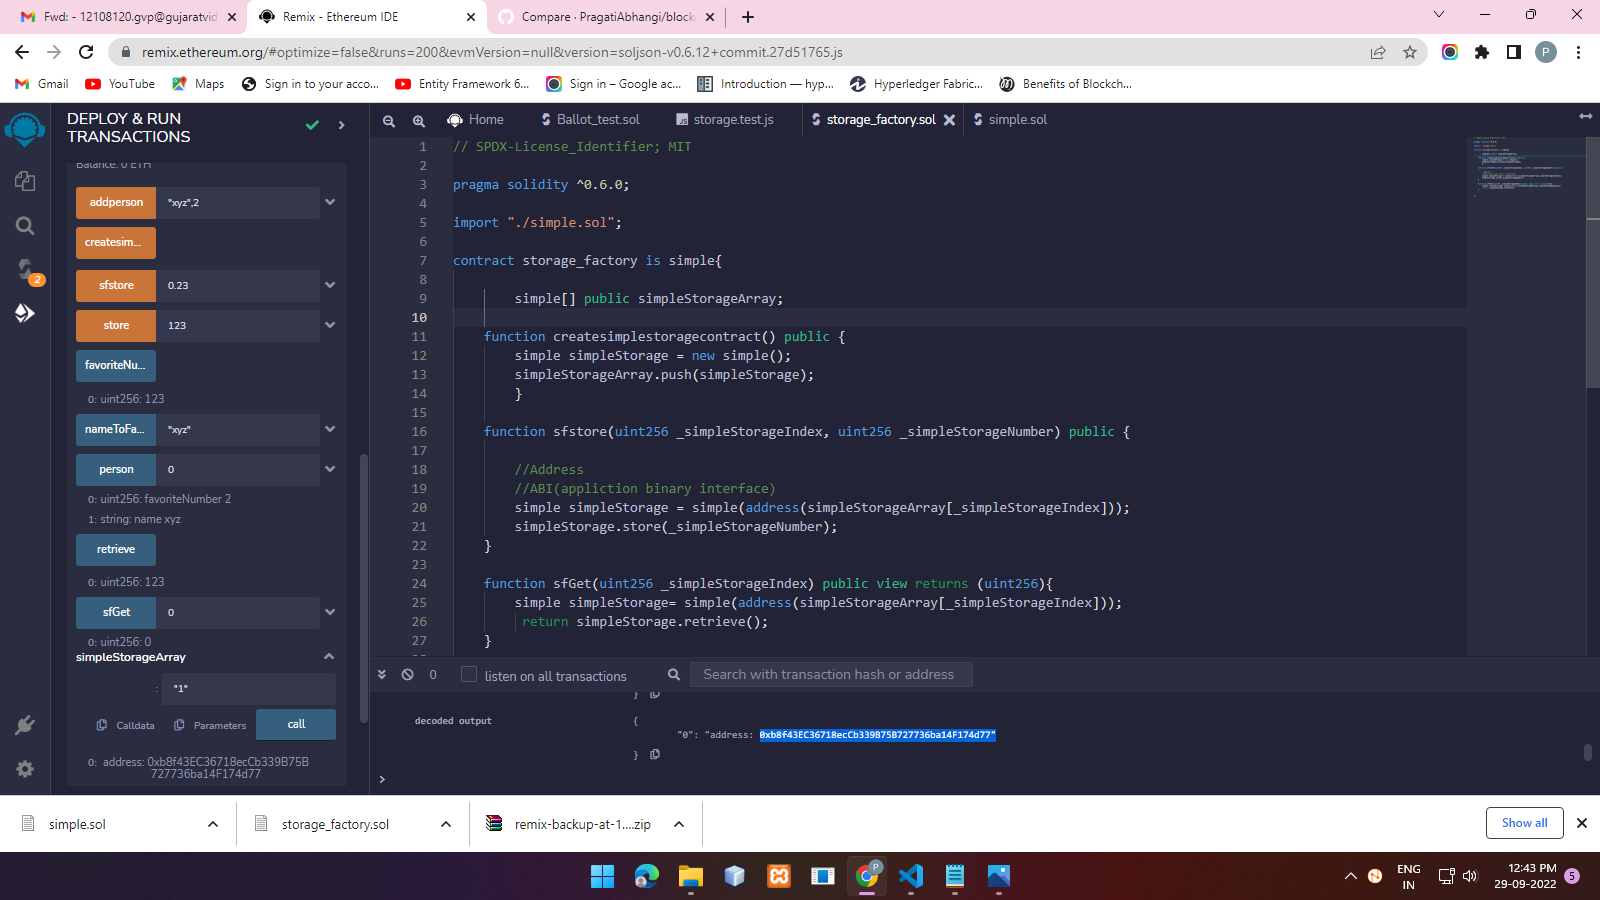 Fwd: - 12108120.gvp@gujaratvid
Remix - Ethereum IDE
Compare · PragatiAbhangi/block
remix.ethereum.org/#optimize=false&runs=200&evmVersion=null&version=soljson-v0.6.12+commit.27d51765.js
P
Gmail
YouTube
Maps
Sign in to your acco...
Entity Framework 6...
Sign in – Google ac...
Introduction — hyp...
Hyperledger Fabric...
Benefits of Blockch...
DEPLOY & RUN
TRANSACTIONS
Balance: 0 ETH
addperson "xyz",2
createsim...
sfstore 0.23
store 123
favoriteNu...
0: uint256: 123
nameToFa... "xyz"
person 0
0: uint256: favoriteNumber 2
1: string: name xyz
retrieve
0: uint256: 123
sfGet 0
0: uint256: 0
simpleStorageArray
: "1"
Calldata Parameters call
0: address: 0xb8f43EC36718ecCb339B75B
727736ba14F174d77
2
Home
Ballot_test.sol
storage.test.js
storage_factory.sol
simple.sol
1 // SPDX-License_Identifier; MIT
2
3 pragma solidity ^0.6.0;
4
5 import "./simple.sol";
6
7 contract storage_factory is simple{
8
9 simple[] public simpleStorageArray;
10
11 function createsimplestoragecontract() public {
12 simple simpleStorage = new simple();
13 simpleStorageArray.push(simpleStorage);
14 }
15
16 function sfstore(uint256 _simpleStorageIndex, uint256 _simpleStorageNumber) public {
17
18 //Address
19 //ABI(appliction binary interface)
20 simple simpleStorage = simple(address(simpleStorageArray[_simpleStorageIndex]));
21 simpleStorage.store(_simpleStorageNumber);
22 }
23
24 function sfGet(uint256 _simpleStorageIndex) public view returns (uint256){
25 simple simpleStorage= simple(address(simpleStorageArray[_simpleStorageIndex]));
26 return simpleStorage.retrieve();
27 }
0
listen on all transactions
Search with transaction hash or address
}
decoded output {
"0": "address: 0xb8f43EC36718ecCb339B75B727736ba14F174d77"
}
>
simple.sol
storage_factory.sol
remix-backup-at-1....zip
Show all
P
ENG
IN
12:43 PM
29-09-2022
5